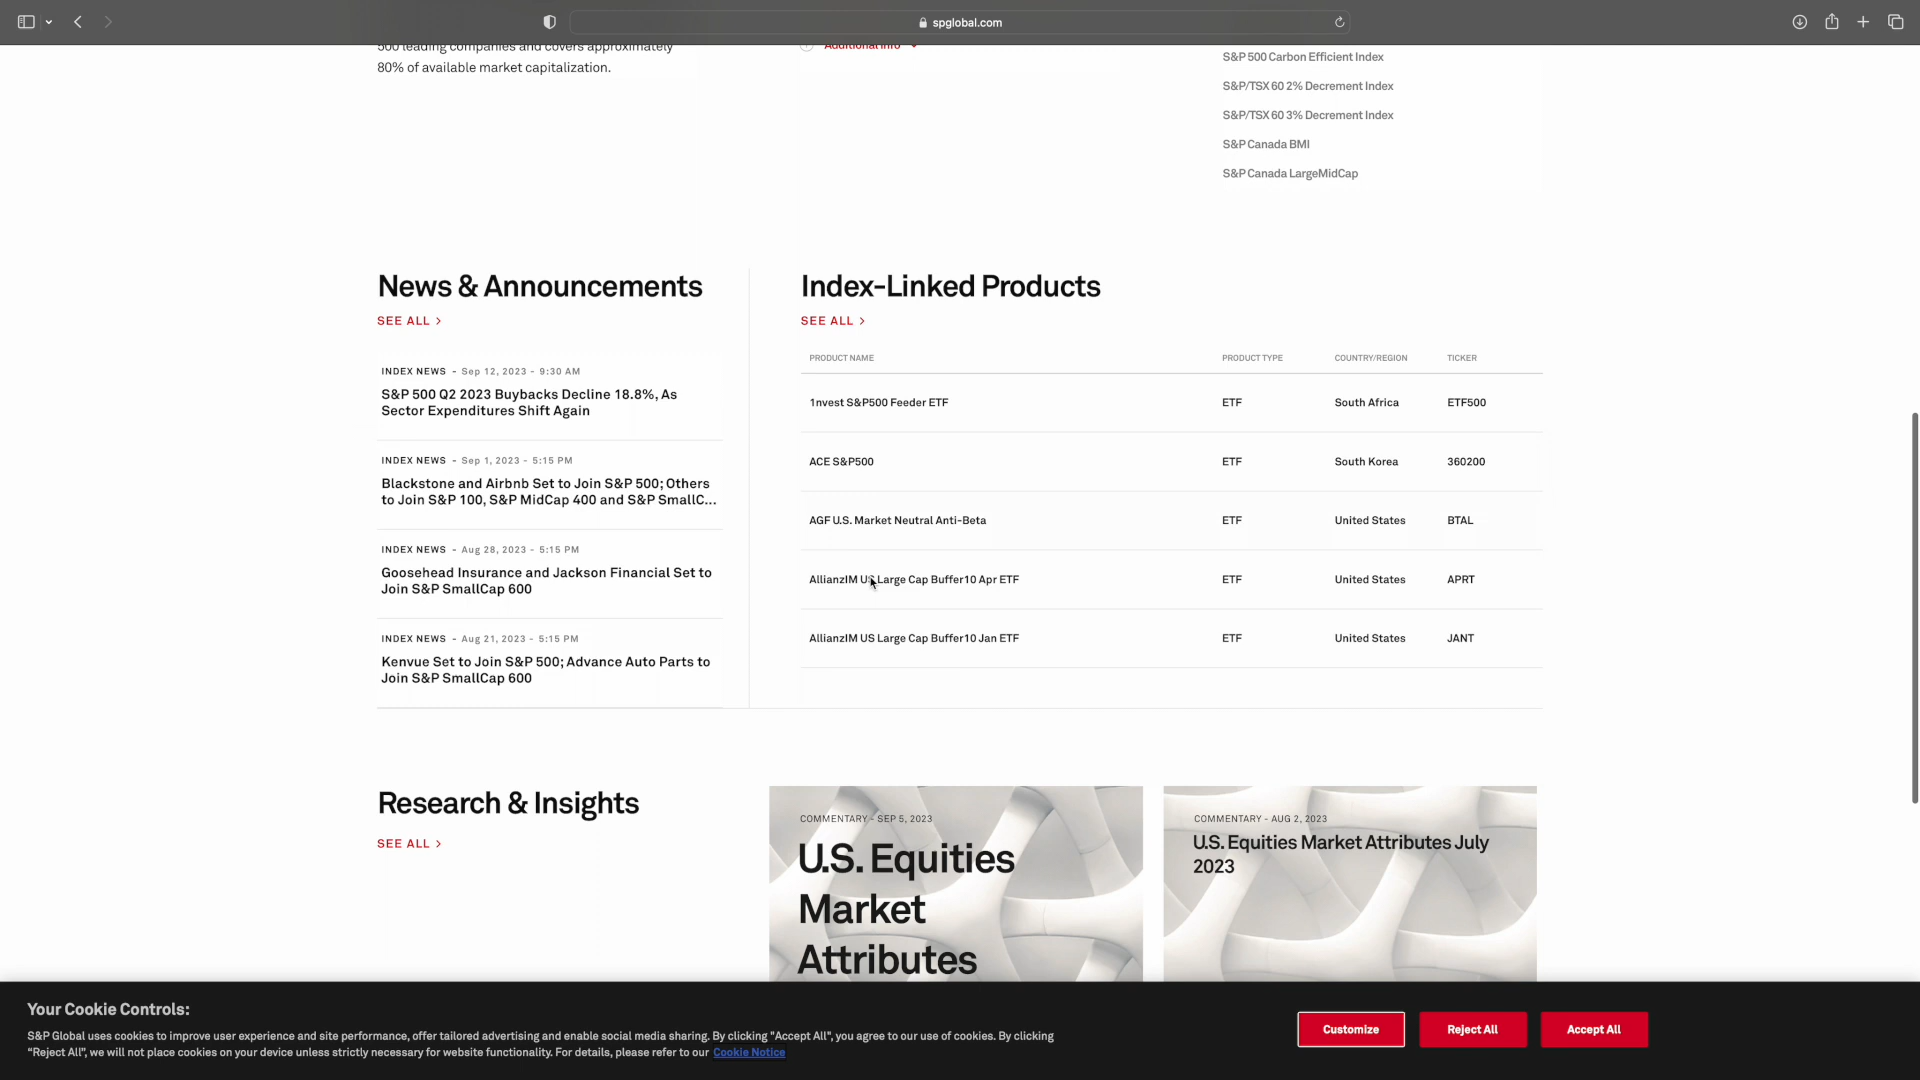 spglobal.com
500 leading companies and covers approximately
80% of available market capitalization.
Additional Info
S&P 500 Carbon Efficient Index
S&P/TSX 60 2% Decrement Index
S&P/TSX 60 3% Decrement Index
S&P Canada BMI
S&P Canada LargeMidCap
News & Announcements
SEE ALL >
INDEX NEWS - Sep 12, 2023 - 9:30 AM
S&P 500 Q2 2023 Buybacks Decline 18.8%, As
Sector Expenditures Shift Again
INDEX NEWS - Sep 1, 2023 - 5:15 PM
Blackstone and Airbnb Set to Join S&P 500; Others
to Join S&P 100, S&P MidCap 400 and S&P SmallC...
INDEX NEWS - Aug 28, 2023 - 5:15 PM
Goosehead Insurance and Jackson Financial Set to
Join S&P SmallCap 600
INDEX NEWS - Aug 21, 2023 - 5:15 PM
Kenvue Set to Join S&P 500; Advance Auto Parts to
Join S&P SmallCap 600
Index-Linked Products
SEE ALL >
PRODUCT NAME PRODUCT TYPE COUNTRY/REGION TICKER
1nvest S&P500 Feeder ETF ETF South Africa ETF500
ACE S&P500 ETF South Korea 360200
AGF U.S. Market Neutral Anti-Beta ETF United States BTAL
AllianzIM US Large Cap Buffer10 Apr ETF ETF United States APRT
AllianzIM US Large Cap Buffer10 Jan ETF ETF United States JANT
Research & Insights
SEE ALL >
COMMENTARY - SEP 5, 2023
U.S. Equities
Market
Attributes
COMMENTARY - AUG 2, 2023
U.S. Equities Market Attributes July
2023
Your Cookie Controls:
S&P Global uses cookies to improve user experience and site performance, offer tailored advertising and enable social media sharing. By clicking "Accept All", you agree to our use of cookies. By clicking
"Reject All", we will not place cookies on your device unless strictly necessary for website functionality. For details, please refer to our Cookie Notice
Customize
Reject All
Accept All